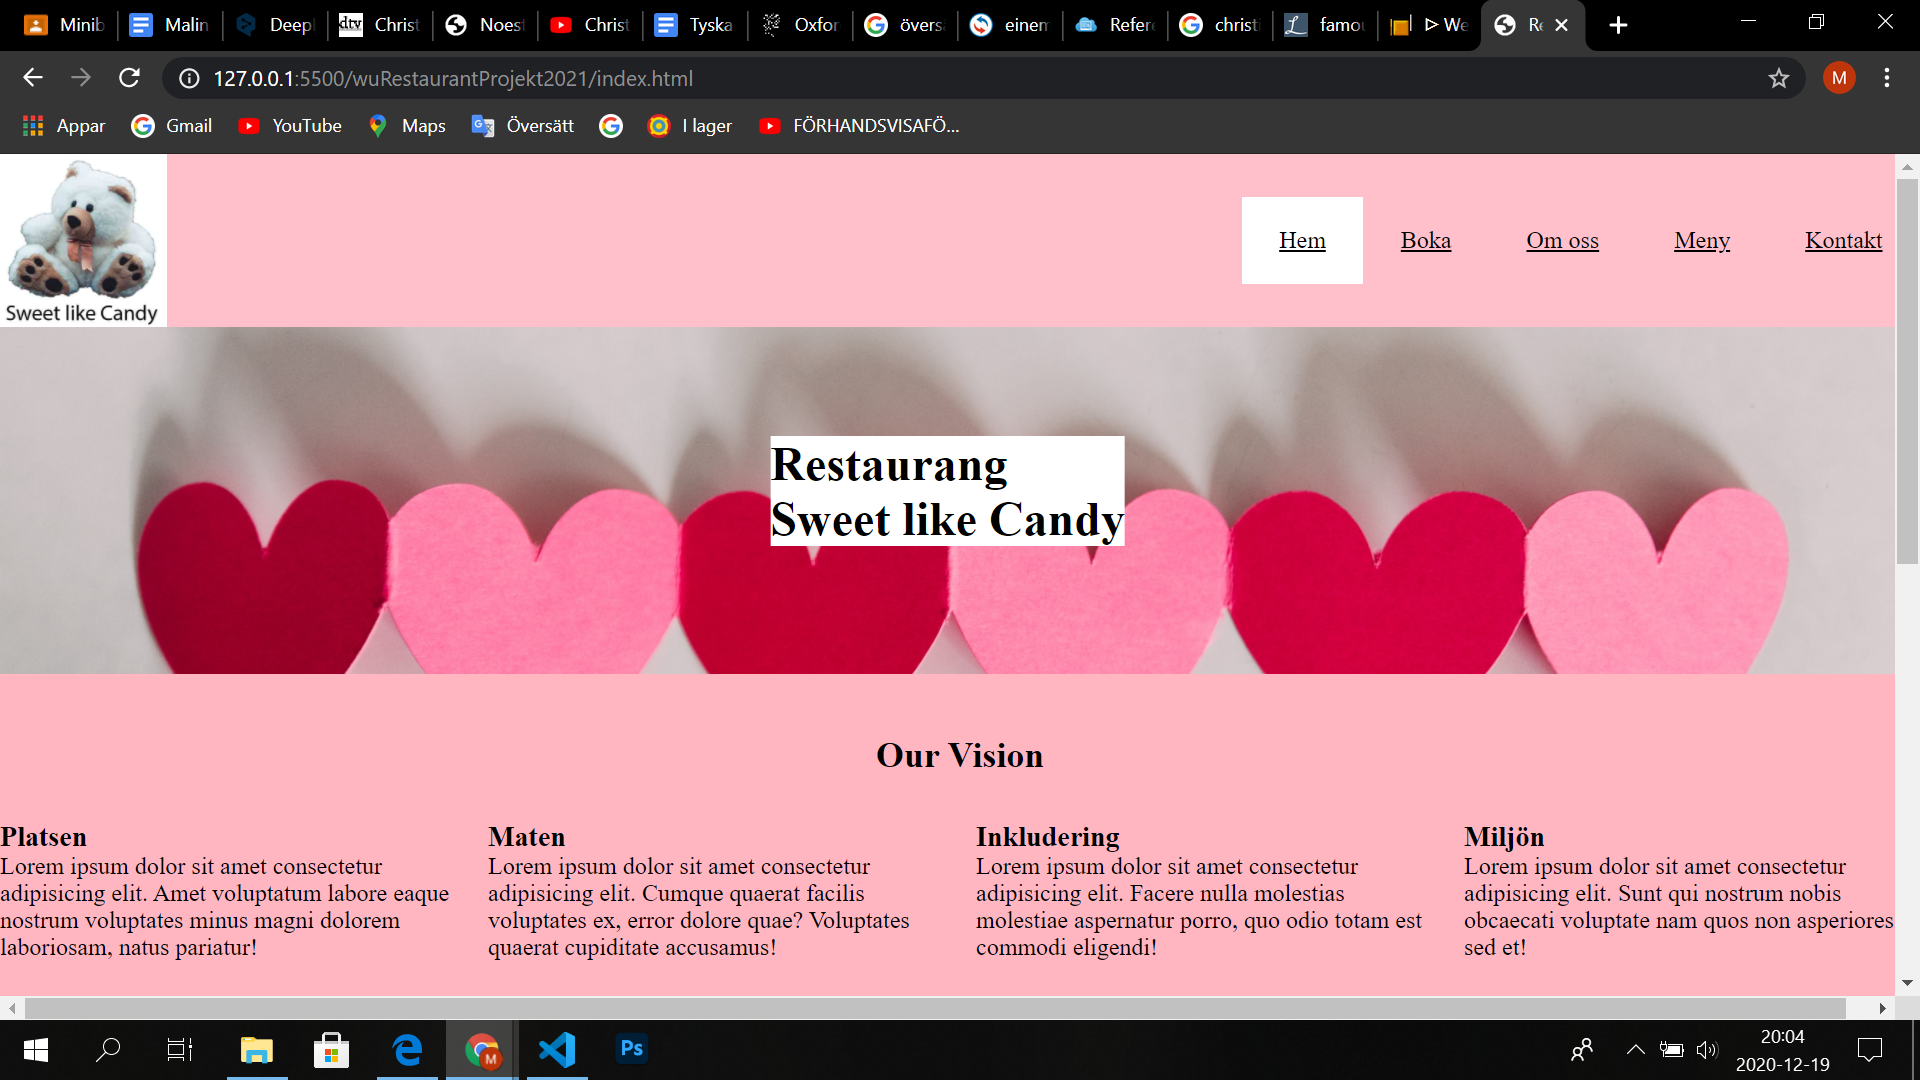 Minib
Malin
Deepl
dtv Christ
Noest
Christ
Tyska
Oxfor
övers
einem
Refere
christi
famou
We
Re
127.0.0.1:5500/wuRestaurantProjekt2021/index.html
M
Appar
Gmail
YouTube
Maps
Översätt
I lager
FÖRHANDSVISAFÖ...
Sweet like Candy
Hem
Boka
Om oss
Meny
Kontakt
Restaurang
Sweet like Candy
Our Vision
Platsen
Lorem ipsum dolor sit amet consectetur
adipisicing elit. Amet voluptatum labore eaque
nostrum voluptates minus magni dolorem
laboriosam, natus pariatur!
Maten
Lorem ipsum dolor sit amet consectetur
adipisicing elit. Cumque quaerat facilis
voluptates ex, error dolore quae? Voluptates
quaerat cupiditate accusamus!
Inkludering
Lorem ipsum dolor sit amet consectetur
adipisicing elit. Facere nulla molestias
molestiae aspernatur porro, quo odio totam est
commodi eligendi!
Miljön
Lorem ipsum dolor sit amet consectetur
adipisicing elit. Sunt qui nostrum nobis
obcaecati voluptate nam quos non asperiores
sed et!
M
Ps
20:04
2020-12-19